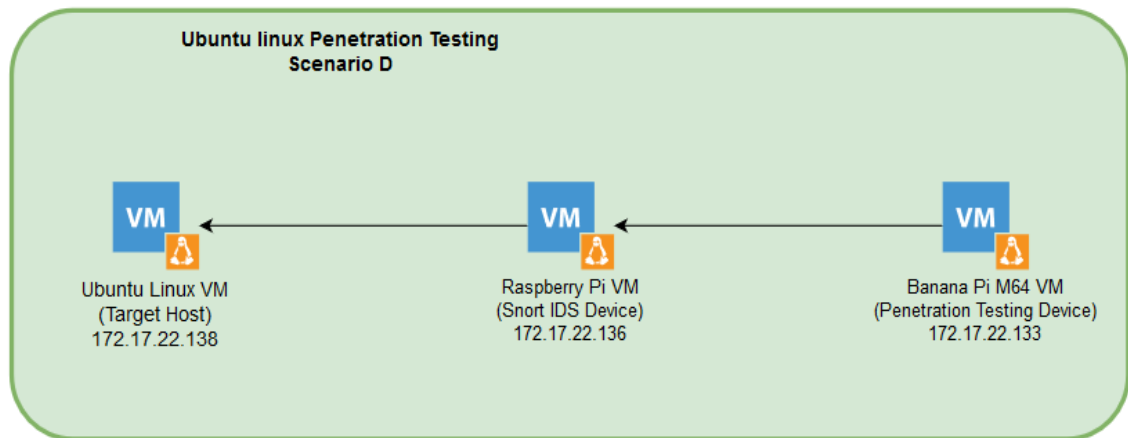 Ubuntu linux Penetration Testing
Scenario D
VM
Ubuntu Linux VM
(Target Host)
172.17.22.138
VM
Raspberry Pi VM
(Snort IDS Device)
172.17.22.136
VM
Banana Pi M64 VM
(Penetration Testing Device)
172.17.22.133